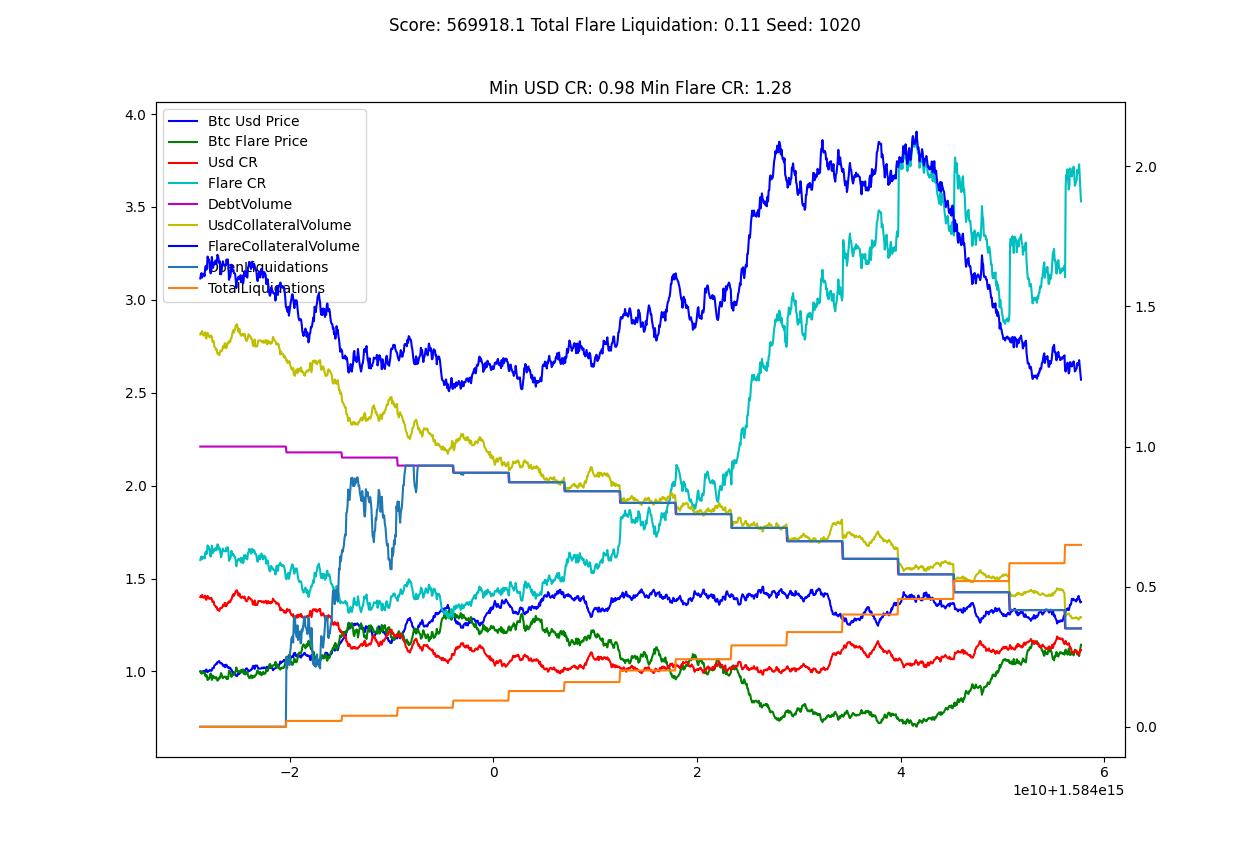 Score: 569918.1 Total Flare Liquidation: 0.11 Seed: 1020
Min USD CR: 0.98 Min Flare CR: 1.28
4.0
3.5
3.0
2.5
2.0
1.5
1.0
Btc Usd Price
Btc Flare Price
Usd CR
Flare CR
DebtVolume
UsdCollateralVolume
FlareCollateralVolume
OpenLiquidations
TotalLiquidations
2.0
1.5
1.0
0.5
0.0
−2 0 2 4 6
1e10+1.584e15